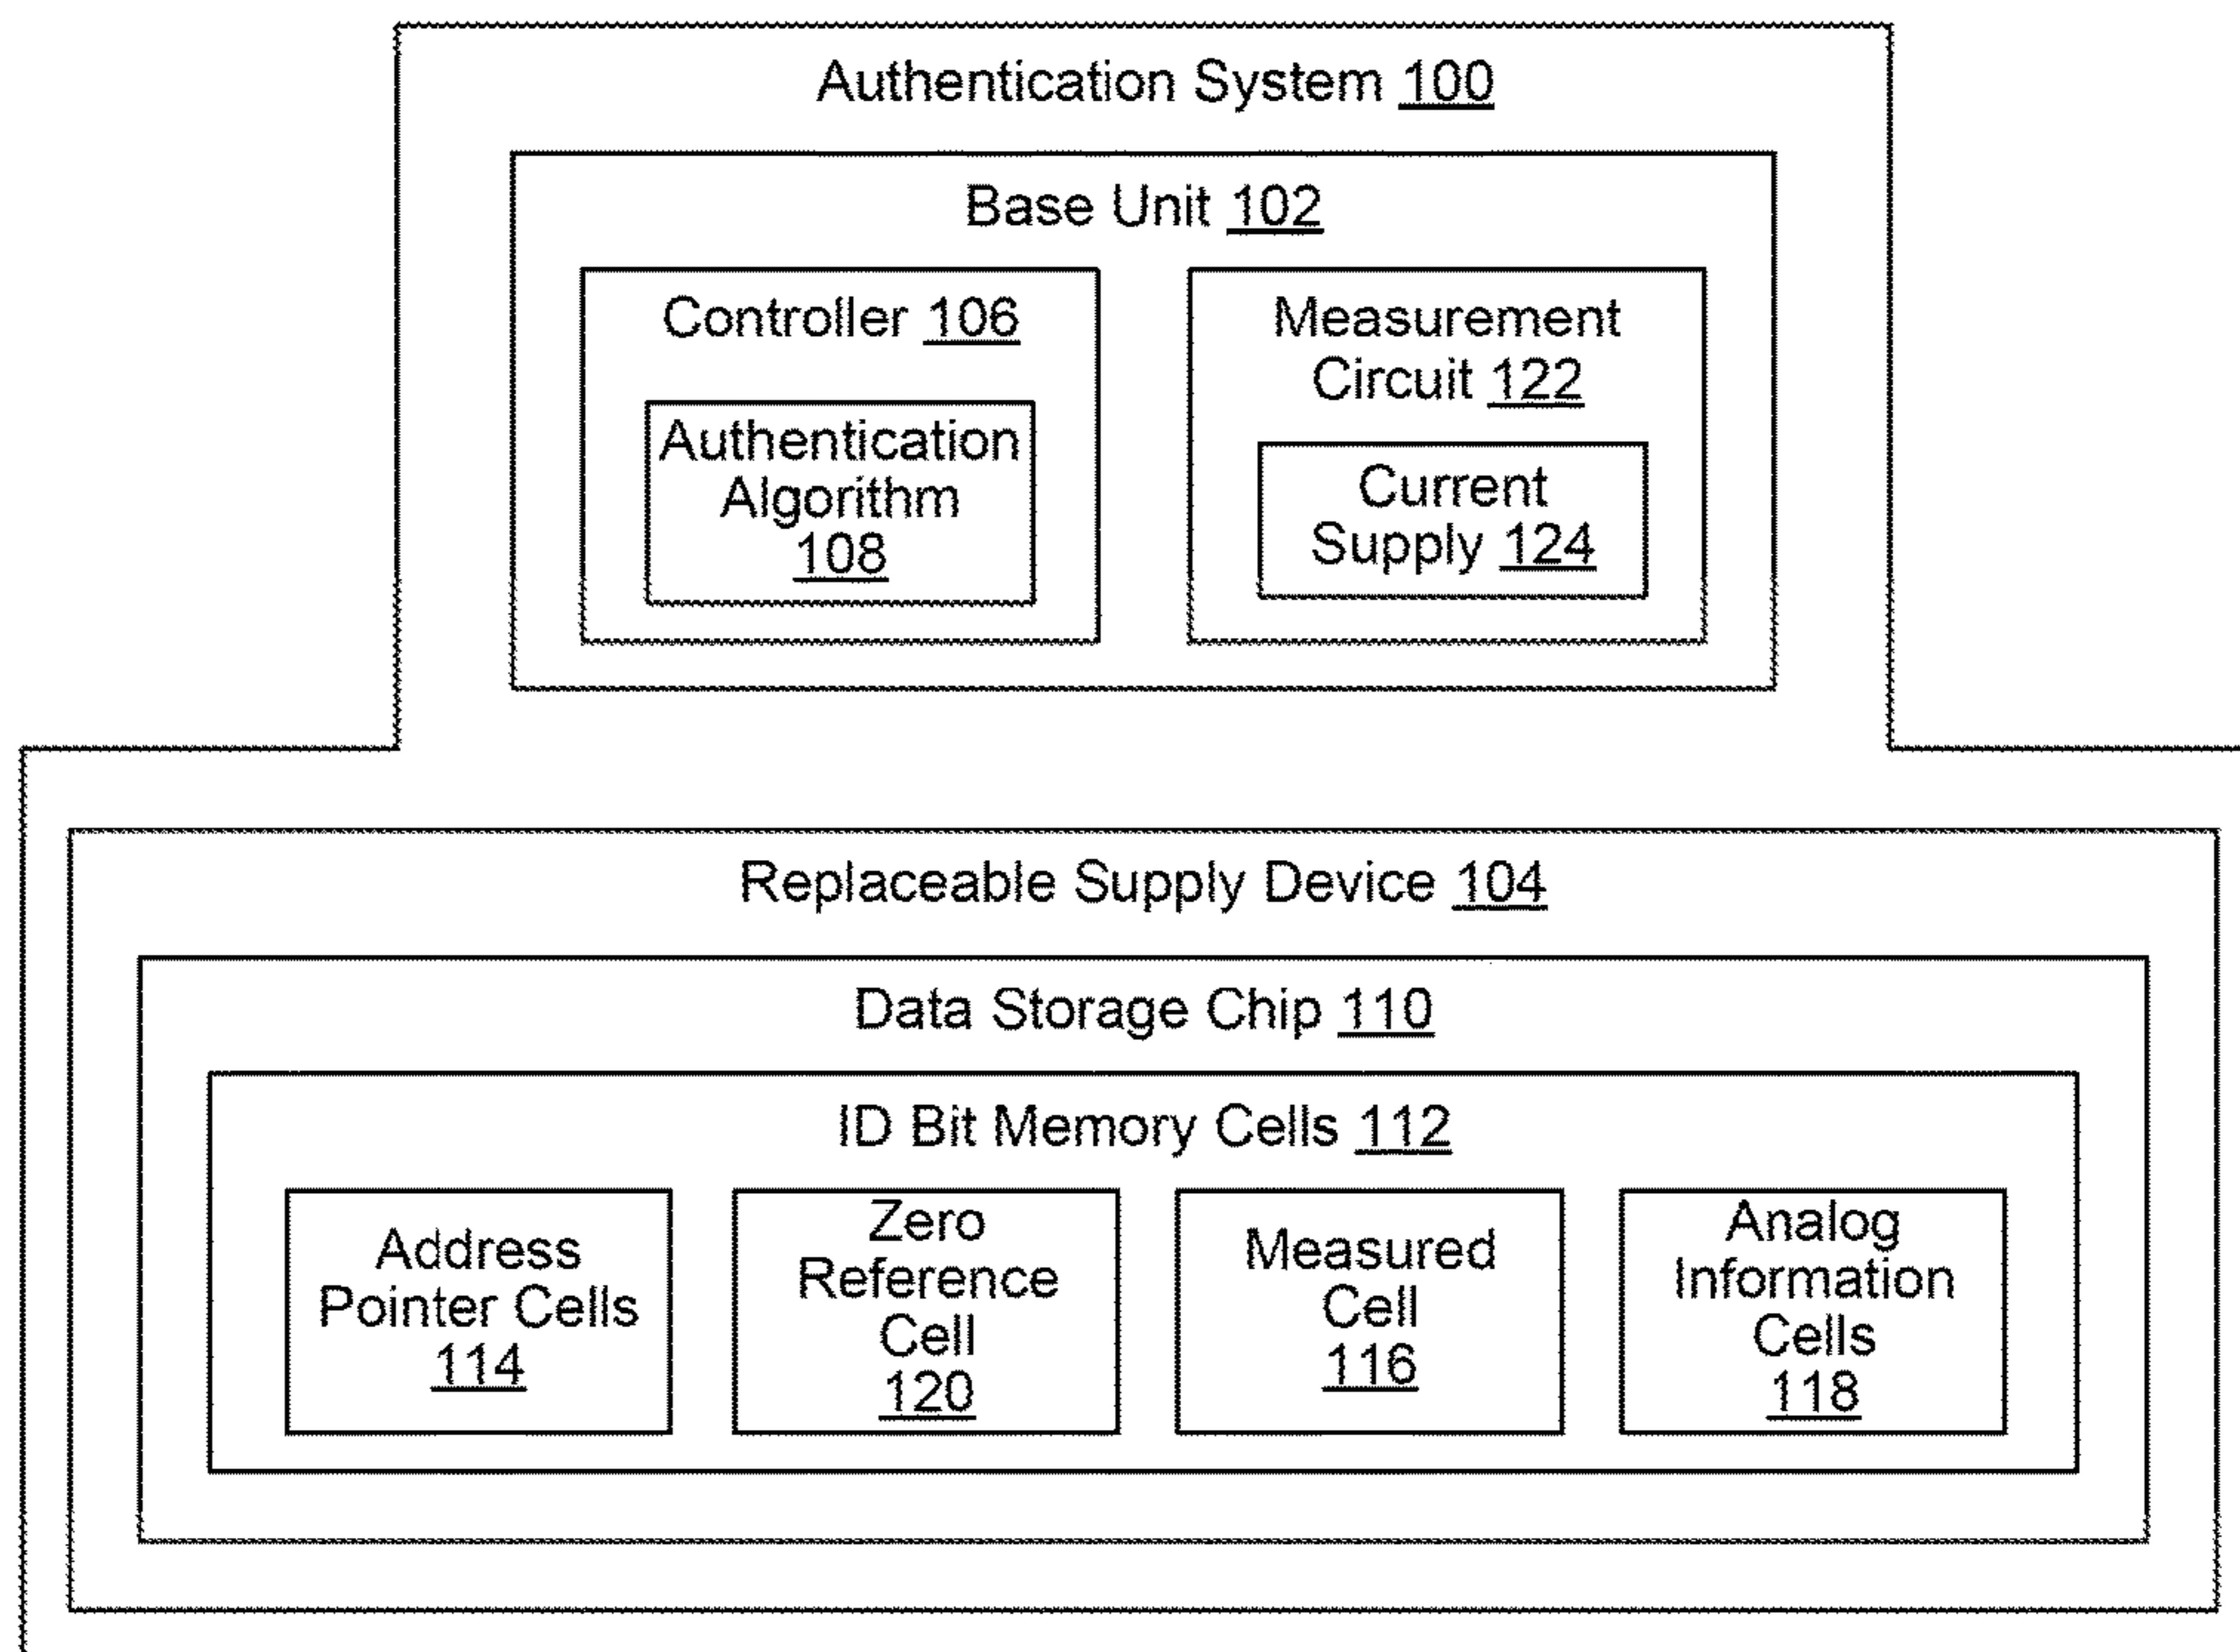 Authentication System 100
Base Unit 102
Controller 106
Authentication
Algorithm
108
Measurement
Circuit 122
Current
Supply 124
Replaceable Supply Device 104
Data Storage Chip 110
ID Bit Memory Cells 112
Address
Pointer Cells
114
Zero
Reference
Cell
120
Measured
Cell
116
Analog
Information
Cells
118